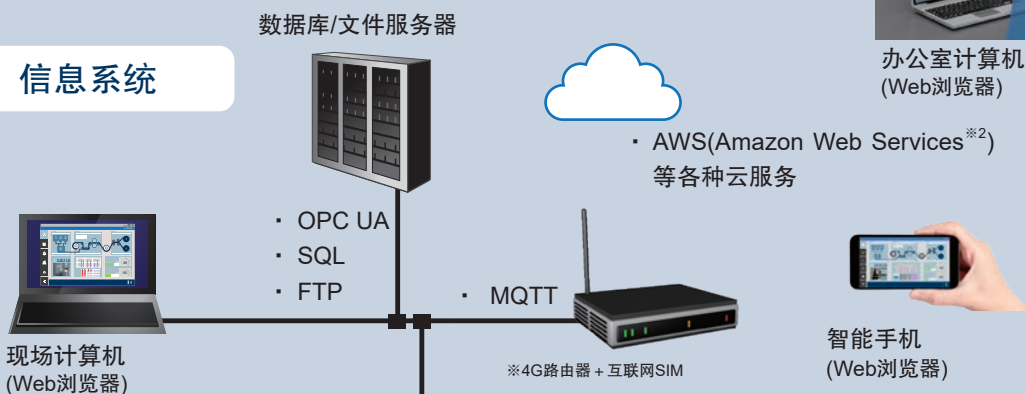 数据库/文件服务器
信息系统
办公室计算机
(Web浏览器)
· AWS(Amazon Web Services※2)
等各种云服务
· OPC UA
· SQL
· FTP
· MQTT
现场计算机
(Web浏览器)
※4G路由器+互联网SIM
智能手机
(Web浏览器)